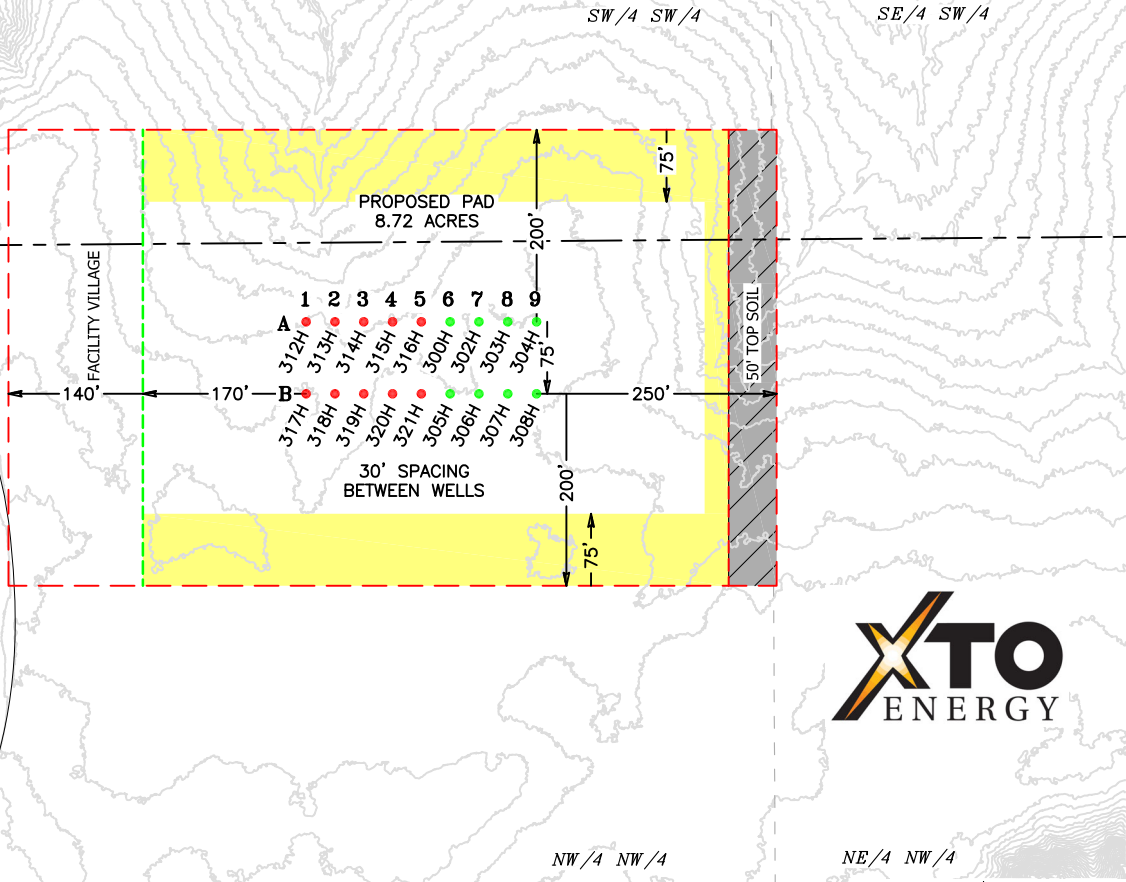 SW/4 SW/4
SE/4 SW/4
75'
PROPOSED PAD
8.72 ACRES
200'
FACILITY VILLAGE
1 2 3 4 5 6 7 8 9
A
312H 313H 314H 315H 316H 300H 302H 303H 304H
75'
50' TOP SOIL
140'
170'
B
250'
317H 318H 319H 320H 321H 305H 306H 307H 308H
30' SPACING
BETWEEN WELLS
200'
75'
XTO
ENERGY
NW/4 NW/4
NE/4 NW/4